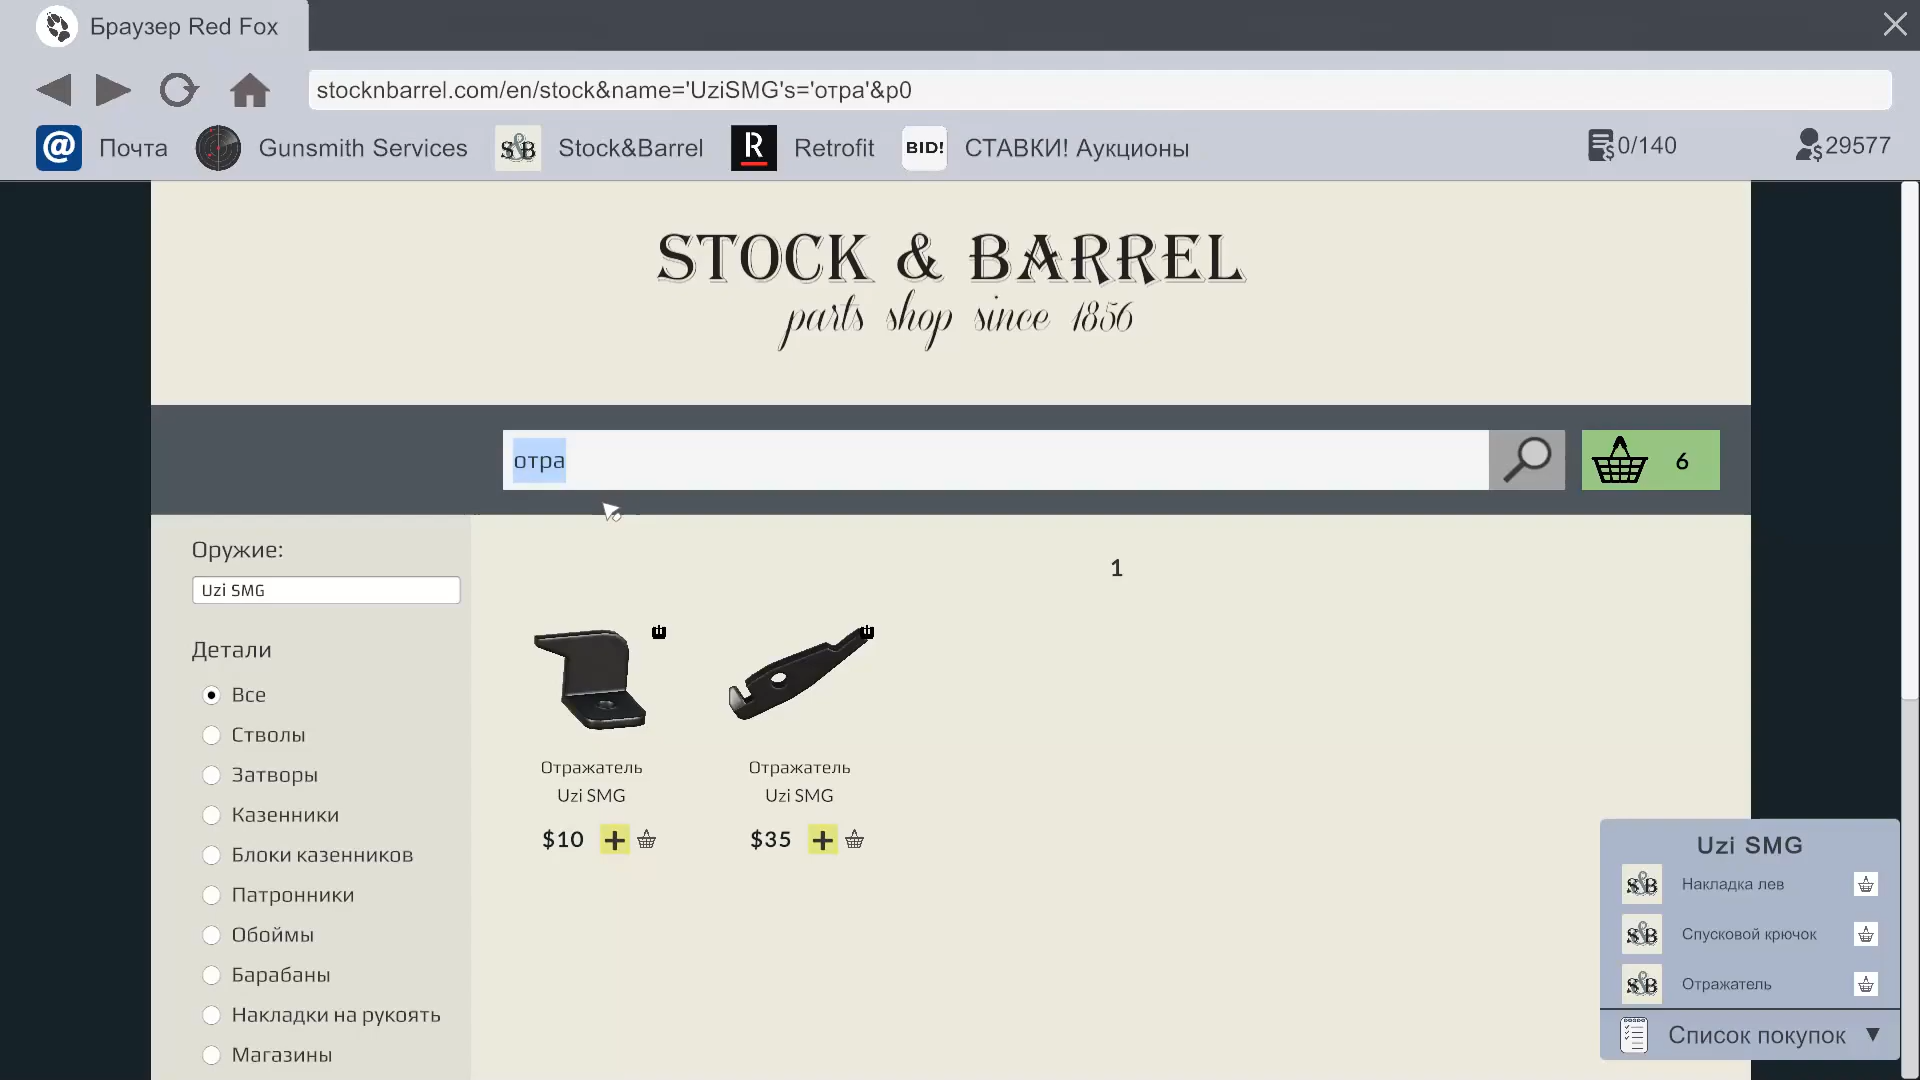 Браузер Red Fox
stocknbarrel.com/en/stock&name='UziSMG's='отра'&p0
@ Почта Gunsmith Services S&B Stock&Barrel R Retrofit BID! СТАВКИ! Аукционы 0/140 29577
STOCK & BARREL
parts shop since 1856
отра
6
Оружие:
Uzi SMG
1
Детали
Все
Стволы
Затворы
Казенники
Блоки казенников
Патронники
Обоймы
Барабаны
Накладки на рукоять
Магазины
Отражатель
Uzi SMG
$10 +
Отражатель
Uzi SMG
$35 +
Uzi SMG
S&B Накладка лев
S&B Спусковой крючок
S&B Отражатель
Список покупок